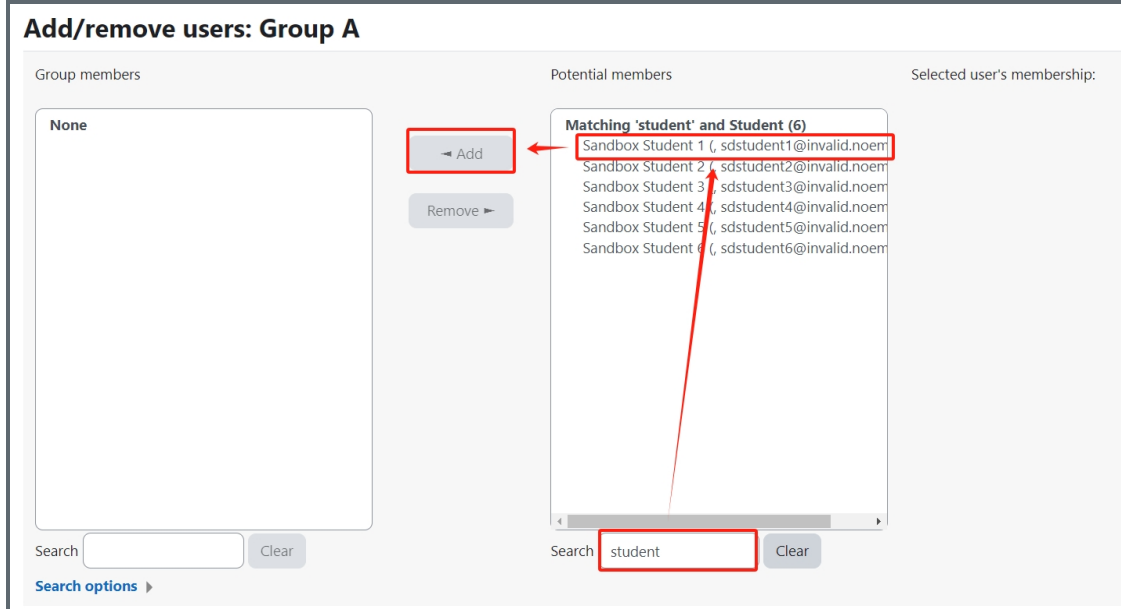 Add/remove users: Group A
Group members
Potential members
Selected user's membership:
None
◄ Add
Remove ►
Matching 'student' and Student (6)
Sandbox Student 1 (, sdstudent1@invalid.noem
Sandbox Student 2 (, sdstudent2@invalid.noem
Sandbox Student 3 (, sdstudent3@invalid.noem
Sandbox Student 4 (, sdstudent4@invalid.noem
Sandbox Student 5 (, sdstudent5@invalid.noem
Sandbox Student 6 (, sdstudent6@invalid.noem
Search
Clear
Search student
Clear
Search options